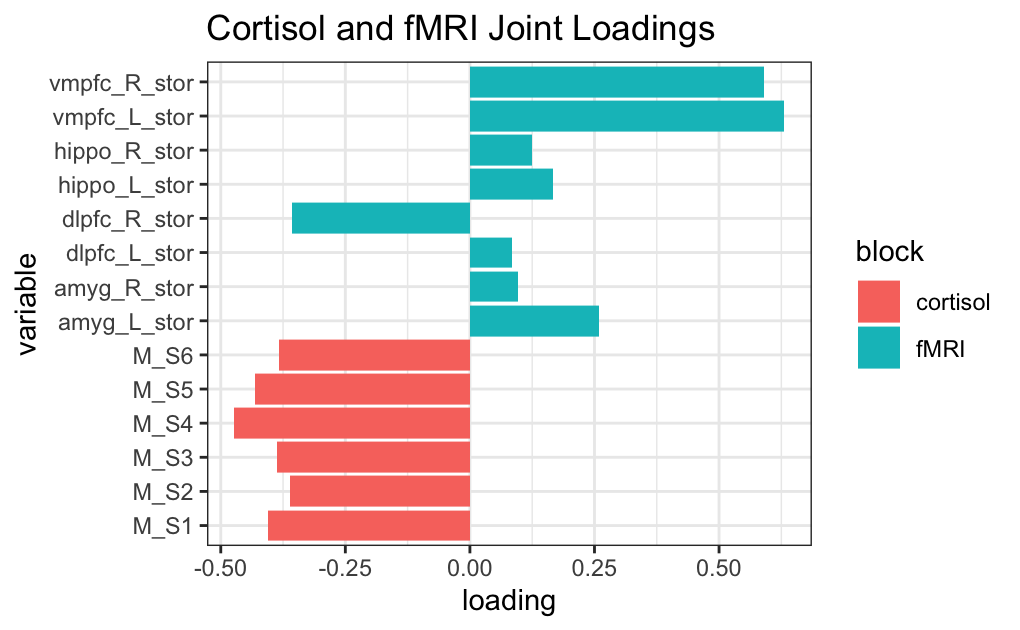 Cortisol and fMRI Joint Loadings
vmpfc_R_stor
vmpfc_L_stor
hippo_R_stor
hippo_L_stor
dlpfc_R_stor
dlpfc_L_stor
amyg_R_stor
amyg_L_stor
M_S6
M_S5
M_S4
M_S3
M_S2
M_S1
variable
-0.50 -0.25 0.00 0.25 0.50
loading
block
cortisol
fMRI